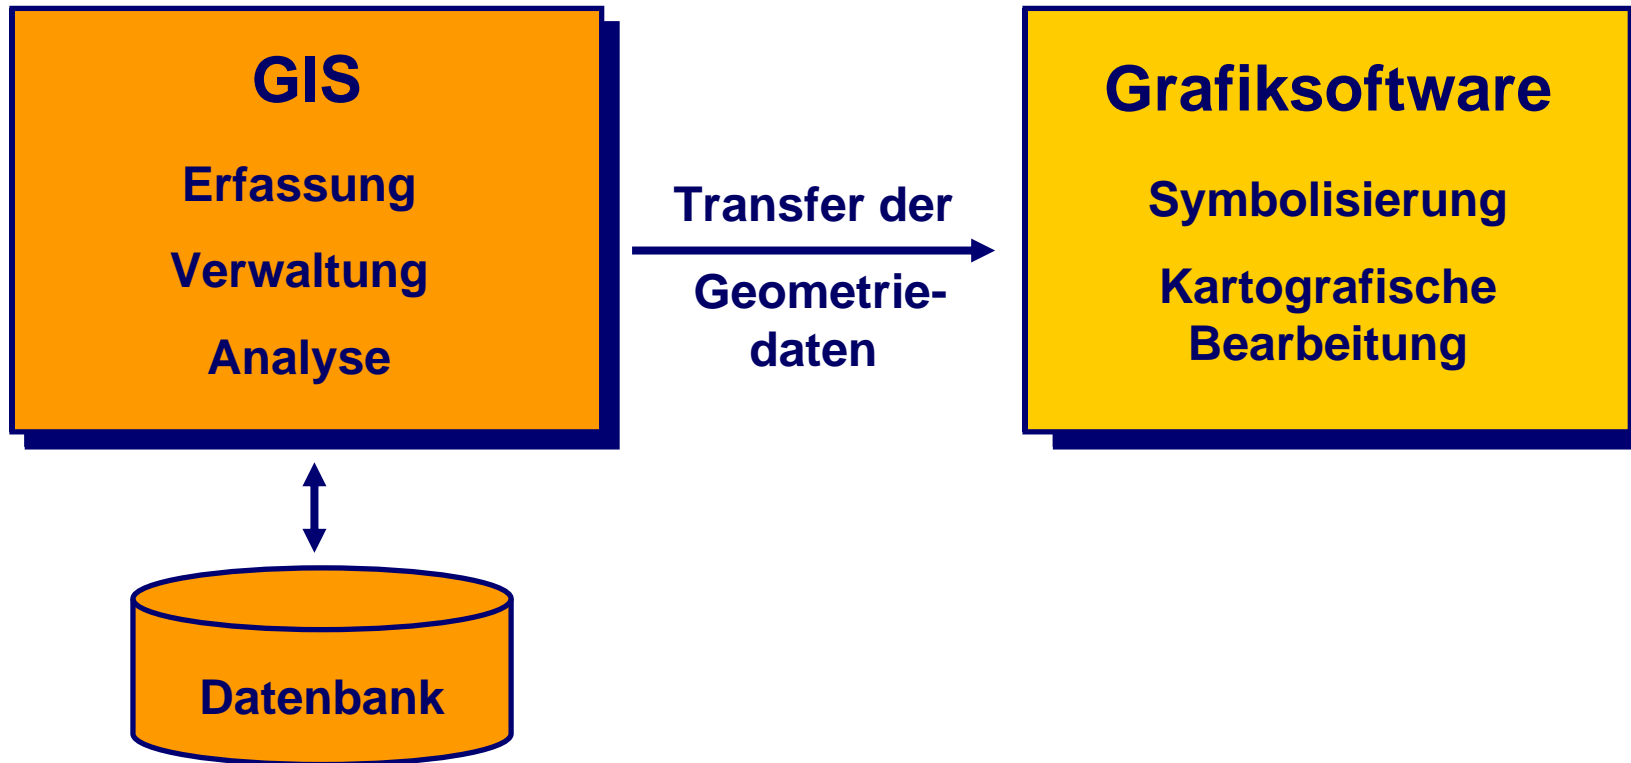 GIS
Erfassung
Verwaltung
Analyse
Transfer der
Geometrie-
daten
Grafiksoftware
Symbolisierung
Kartografische
Bearbeitung
Datenbank